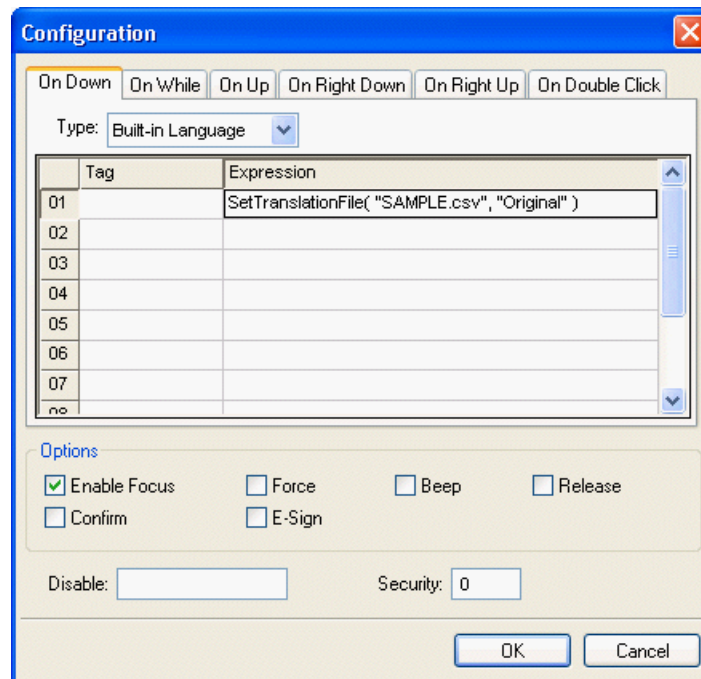 Configuration
On Down On While On Up On Right Down On Right Up On Double Click
Type: Built-in Language
Tag Expression
01 SetTranslationFile( "SAMPLE.csv", "Original" )
02
03
04
05
06
07
Options
Enable Focus Force Beep Release
Confirm E-Sign
Disable: Security: 0
OK Cancel